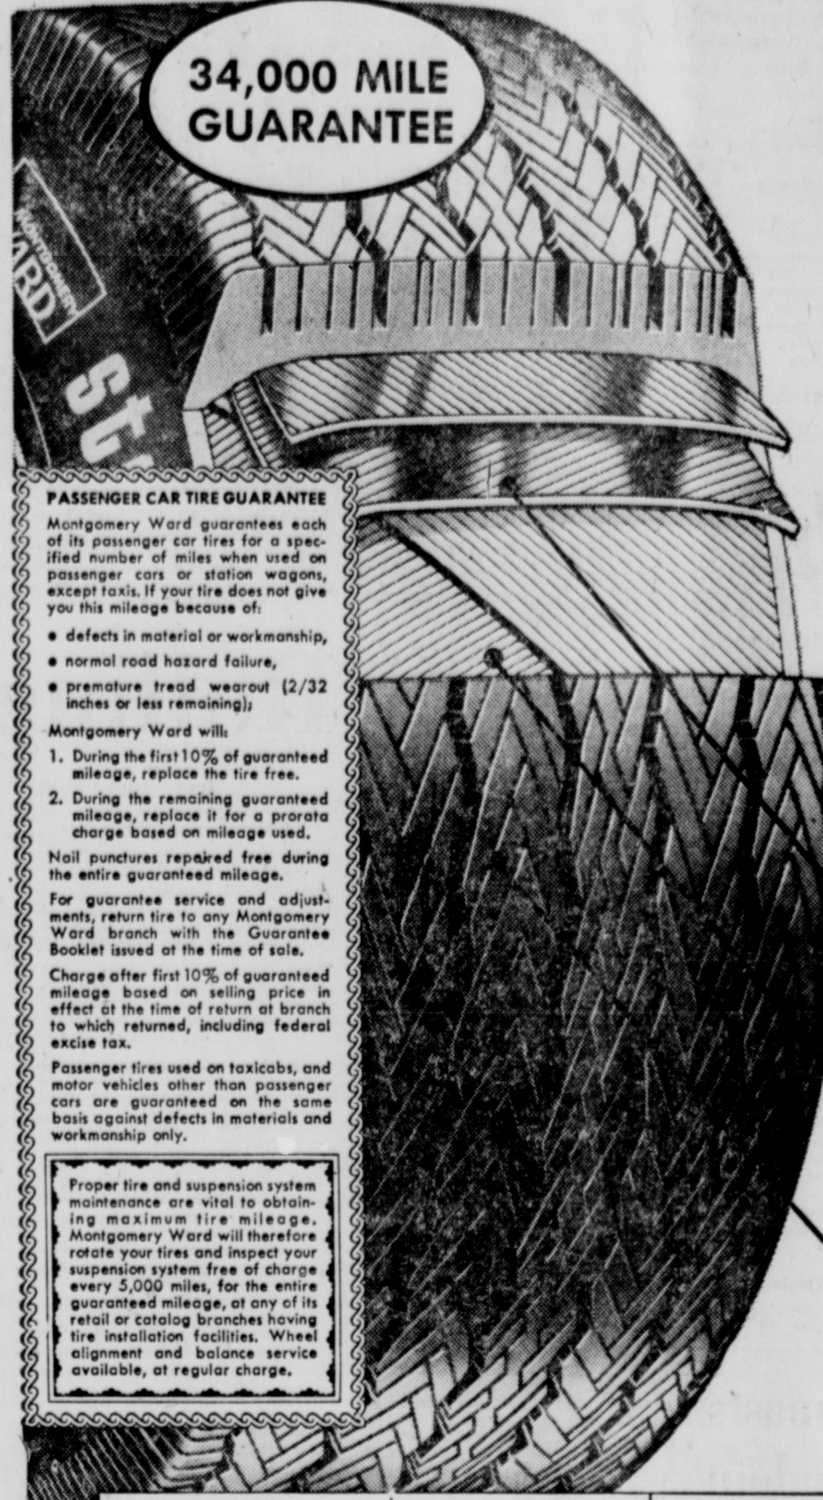 34,000 MILE
GUARANTEE
MONTGOMERY
ARD
st
PASSENGER CAR TIRE GUARANTEE
Montgomery Ward guarantees each
of its passenger car tires for a spec-
ified number of miles when used on
passenger cars or station wagons,
except taxis. If your tire does not give
you this mileage because of:
• defects in material or workmanship,
• normal road hazard failure,
• premature tread wearout (2/32
inches or less remaining);
Montgomery Ward will:
1. During the first 10% of guaranteed
mileage, replace the tire free.
2. During the remaining guaranteed
mileage, replace it for a prorata
charge based on mileage used.
Nail punctures repaired free during
the entire guaranteed mileage.
For guarantee service and adjust-
ments, return tire to any Montgomery
Ward branch with the Guarantee
Booklet issued at the time of sale.
Charge after first 10% of guaranteed
mileage based on selling price in
effect at the time of return at branch
to which returned, including federal
excise tax.
Passenger tires used on taxicabs, and
motor vehicles other than passenger
cars are guaranteed on the same
basis against defects in materials and
workmanship only.
Proper tire and suspension system
maintenance are vital to obtain-
ing maximum tire mileage.
Montgomery Ward will therefore
rotate your tires and inspect your
suspension system free of charge
every 5,000 miles, for the entire
guaranteed mileage, at any of its
retail or catalog branches having
tire installation facilities. Wheel
alignment and balance service
available, at regular charge.